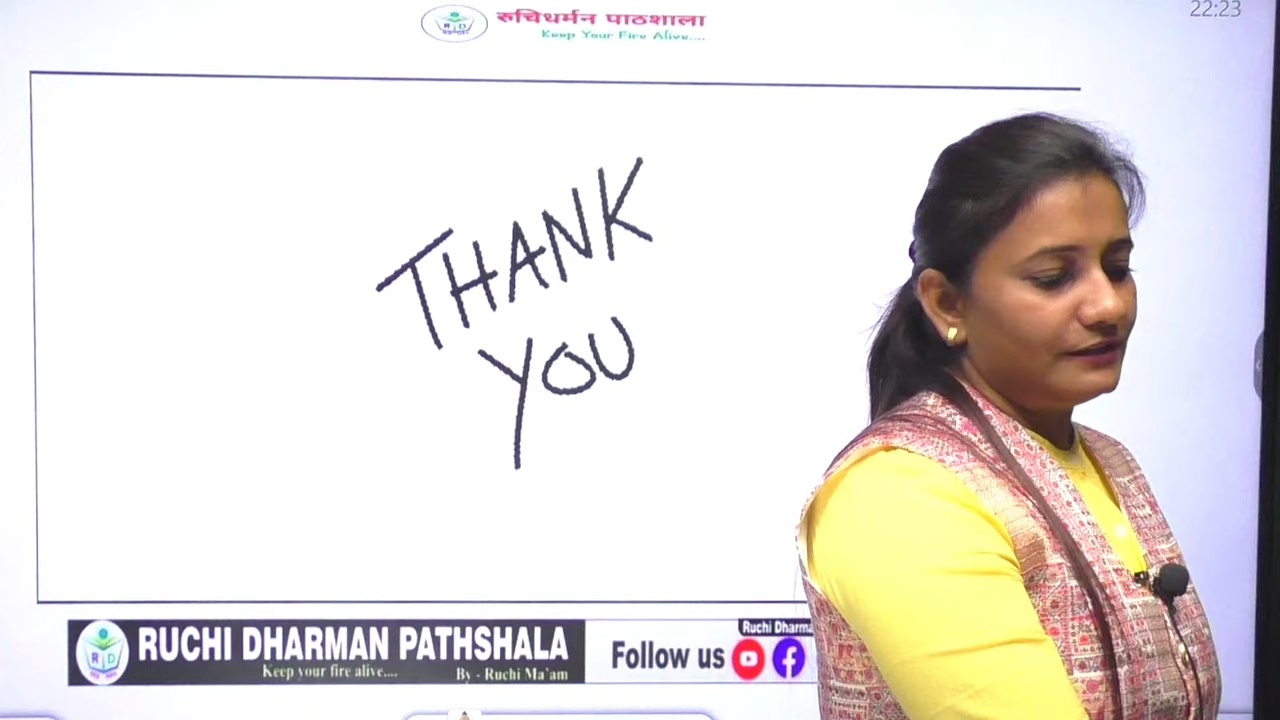 रुचिधर्मन पाठशाला
Keep Your Fire Alive....
22:23
THANK
YOU
RUCHI DHARMAN PATHSHALA
Keep your fire alive.... By - Ruchi Ma'am
Follow us
Ruchi Dharma
R D